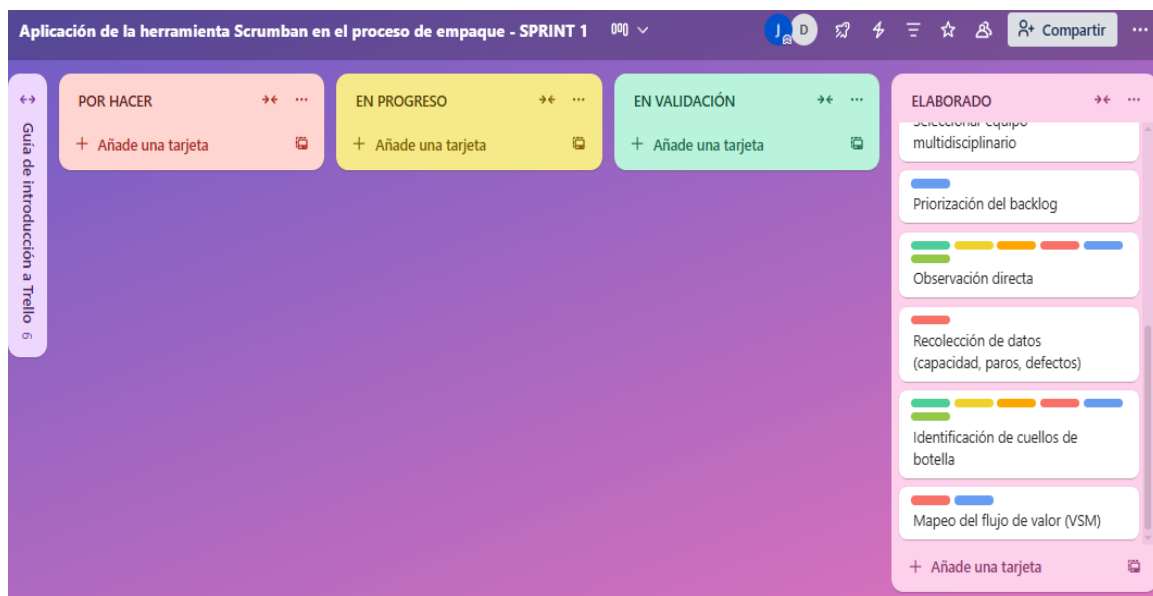 Aplicación de la herramienta Scrumban en el proceso de empaque - SPRINT 1
J
D
Compartir
Guía de introducción a Trello 6
POR HACER
+ Añade una tarjeta
EN PROGRESO
+ Añade una tarjeta
EN VALIDACIÓN
+ Añade una tarjeta
ELABORADO
Seleccionar equipo
multidisciplinario
Priorización del backlog
Observación directa
Recolección de datos
(capacidad, paros, defectos)
Identificación de cuellos de
botella
Mapeo del flujo de valor (VSM)
+ Añade una tarjeta